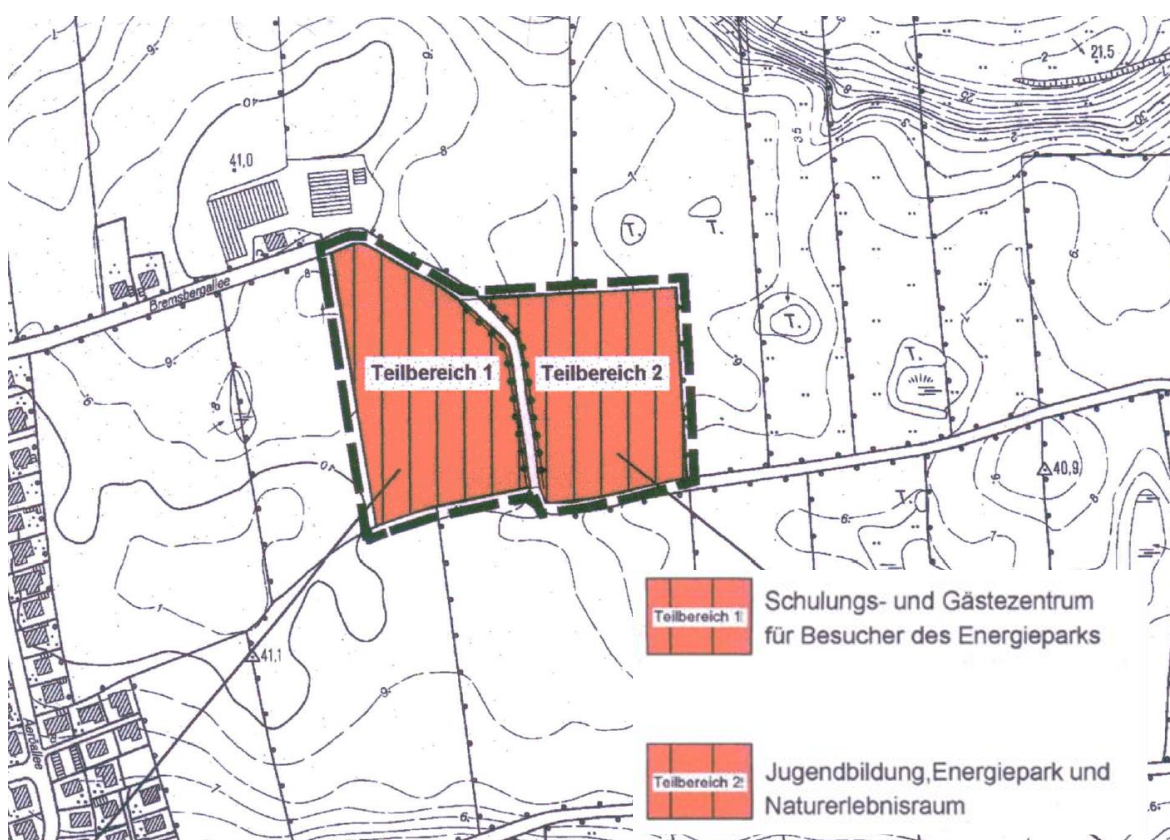 21,5
41,0
T.
T.
Bremsbergallee
T.
T.
Teilbereich 1
Teilbereich 2
40,9
T.
41,1
Aeröallee
Teilbereich 1
Schulungs- und Gästezentrum
für Besucher des Energieparks
Teilbereich 2
Jugendbildung,Energiepark und
Naturerlebnisraum